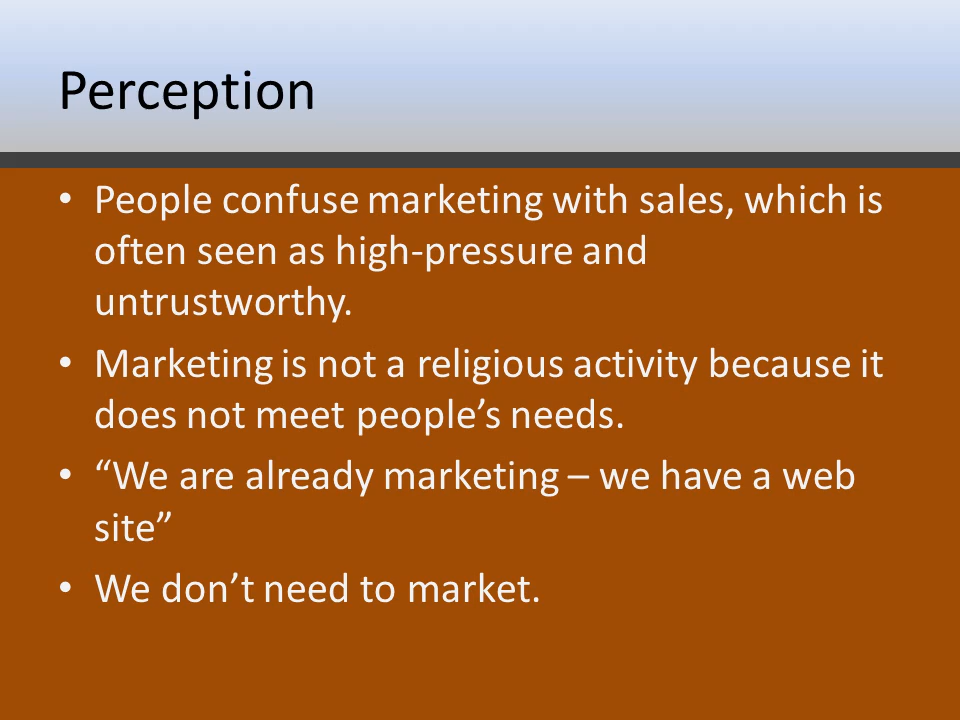 Perception
• People confuse marketing with sales, which is
often seen as high-pressure and
untrustworthy.
• Marketing is not a religious activity because it
does not meet people’s needs.
• “We are already marketing – we have a web
site”
• We don’t need to market.